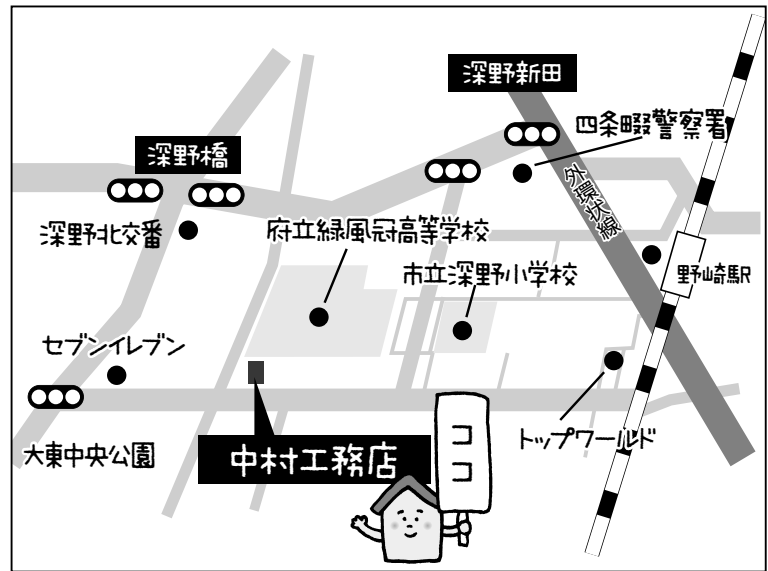 深野新田
四条畷警察署
深野橋
外環状線
深野北交番
府立緑風冠高等学校
市立深野小学校
野崎駅
セブンイレブン
トップワールド
大東中央公園
中村工務店
ココ